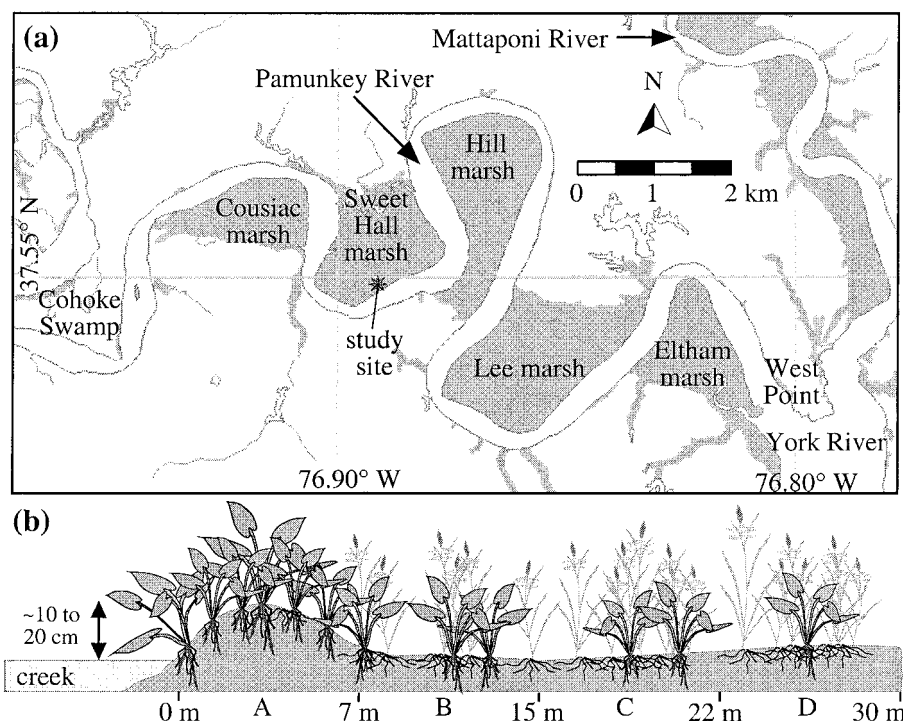 (a)
Mattaponi River
Pamunkey River
N
Hill
marsh
0 1 2 km
Sweet
Hall
marsh
Cousiac
marsh
37.55° N
Cohoke
Swamp
study
site
Lee marsh
Eltham
marsh
West
Point
York River
76.90° W
76.80° W
(b)
~10 to
20 cm
creek
0 m A 7 m B 15 m C 22 m D 30 m